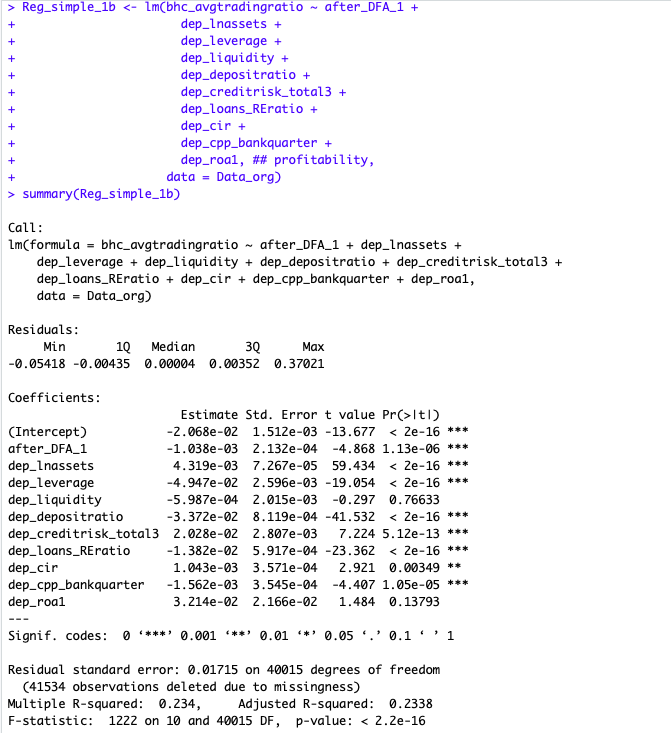 > Reg_simple_1b <- lm(bhc_avgtradingratio ~ after_DFA_1 +
+                       dep_lnassets +
+                       dep_leverage +
+                       dep_liquidity +
+                       dep_depositratio +
+                       dep_creditrisk_total3 +
+                       dep_loans_REratio +
+                       dep_cir +
+                       dep_cpp_bankquarter +
+                       dep_roa1, ## profitability,
+                     data = Data_org)
> summary(Reg_simple_1b)

Call:
lm(formula = bhc_avgtradingratio ~ after_DFA_1 + dep_lnassets +
    dep_leverage + dep_liquidity + dep_depositratio + dep_creditrisk_total3 +
    dep_loans_REratio + dep_cir + dep_cpp_bankquarter + dep_roa1,
    data = Data_org)

Residuals:
     Min       1Q   Median       3Q      Max
-0.05418 -0.00435  0.00004  0.00352  0.37021

Coefficients:
                        Estimate Std. Error t value Pr(>|t|)
(Intercept)           -2.068e-02  1.512e-03 -13.677  < 2e-16 ***
after_DFA_1           -1.038e-03  2.132e-04  -4.868 1.13e-06 ***
dep_lnassets           4.319e-03  7.267e-05  59.434  < 2e-16 ***
dep_leverage          -4.947e-02  2.596e-03 -19.054  < 2e-16 ***
dep_liquidity         -5.987e-04  2.015e-03  -0.297  0.76633
dep_depositratio      -3.372e-02  8.119e-04 -41.532  < 2e-16 ***
dep_creditrisk_total3  2.028e-02  2.807e-03   7.224 5.12e-13 ***
dep_loans_REratio     -1.382e-02  5.917e-04 -23.362  < 2e-16 ***
dep_cir                1.043e-03  3.571e-04   2.921  0.00349 **
dep_cpp_bankquarter   -1.562e-03  3.545e-04  -4.407 1.05e-05 ***
dep_roa1               3.214e-02  2.166e-02   1.484  0.13793
---
Signif. codes:  0 ‘***’ 0.001 ‘**’ 0.01 ‘*’ 0.05 ‘.’ 0.1 ‘ ’ 1

Residual standard error: 0.01715 on 40015 degrees of freedom
  (41534 observations deleted due to missingness)
Multiple R-squared:  0.234,	Adjusted R-squared:  0.2338
F-statistic:  1222 on 10 and 40015 DF,  p-value: < 2.2e-16